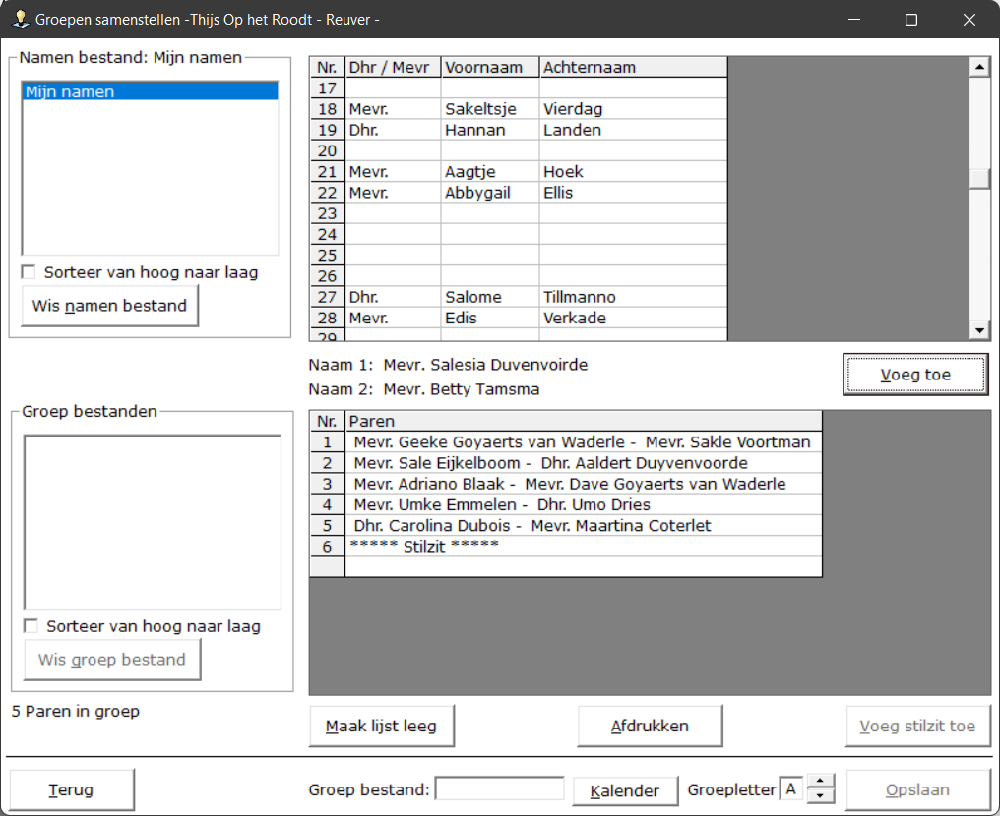 Groepen samenstellen -Thijs Op het Roodt - Reuver -
Namen bestand: Mijn namen
Mijn namen
Sorteer van hoog naar laag
Wis namen bestand
Nr. Dhr / Mevr Voornaam Achternaam
17
18 Mevr. Sakeltsje Vierdag
19 Dhr. Hannan Landen
20
21 Mevr. Aagtje Hoek
22 Mevr. Abbygail Ellis
23
24
25
26
27 Dhr. Salome Tillmanno
28 Mevr. Edis Verkade
29
Naam 1: Mevr. Salesia Duvenvoirde
Naam 2: Mevr. Betty Tamsma
Voeg toe
Groep bestanden
Sorteer van hoog naar laag
Wis groep bestand
5 Paren in groep
Nr. Paren
1 Mevr. Geeke Goyaerts van Waderle - Mevr. Sakle Voortman
2 Mevr. Sale Eijkelboom - Dhr. Aaldert Duyvenvoorde
3 Mevr. Adriano Blaak - Mevr. Dave Goyaerts van Waderle
4 Mevr. Umke Emmelen - Dhr. Umo Dries
5 Dhr. Carolina Dubois - Mevr. Maartina Coterlet
6 ***** Stilzit *****
Maak lijst leeg
Afdrukken
Voeg stilzit toe
Terug
Groep bestand:
Kalender
Groepletter A
Opslaan